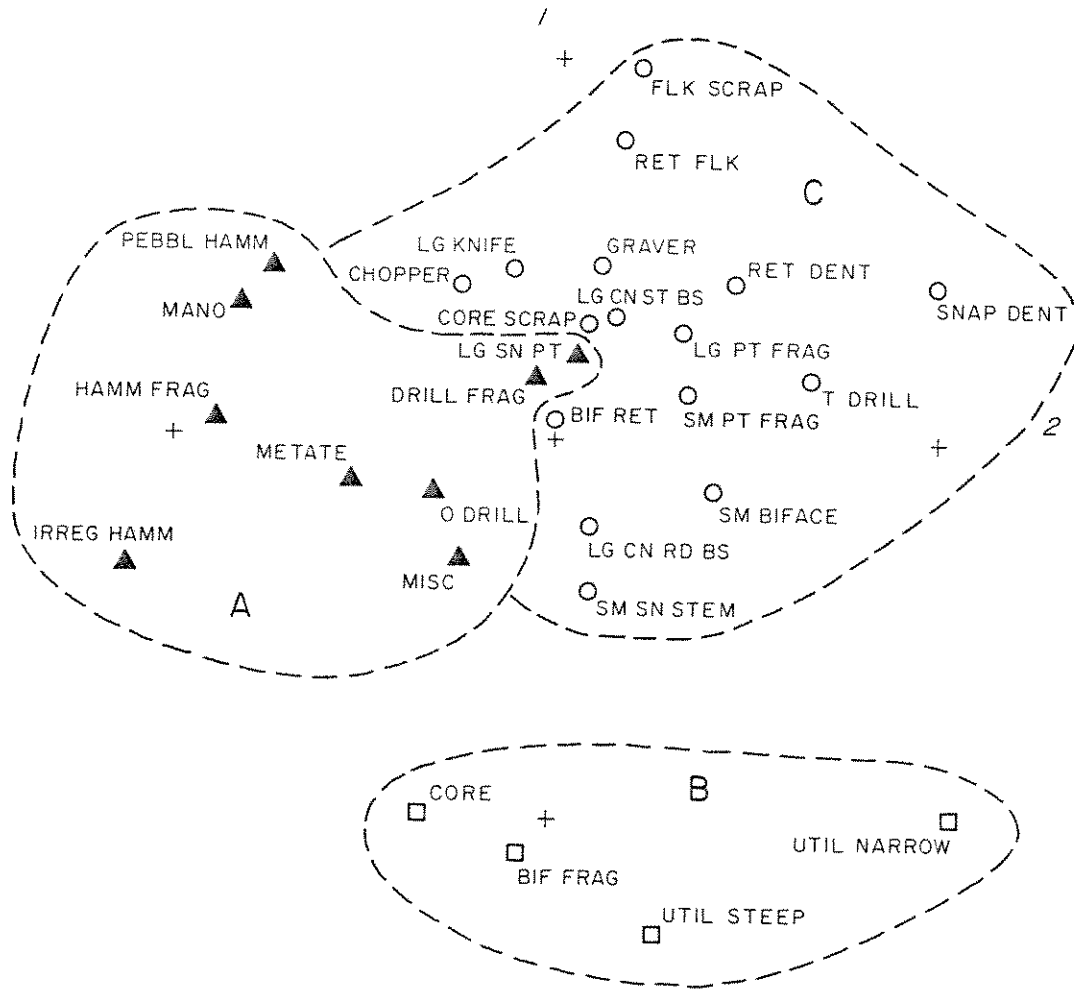 1
FLK SCRAP
RET FLK
C
PEBBL HAMM
LG KNIFE
GRAVER
CHOPPER
RET DENT
MANO
LG CN ST BS
SNAP DENT
CORE SCRAP
LG SN PT
LG PT FRAG
HAMM FRAG
DRILL FRAG
T DRILL
BIF RET
SM PT FRAG
2
METATE
O DRILL
SM BIFACE
IRREG HAMM
LG CN RD BS
MISC
A
SM SN STEM
CORE
B
UTIL NARROW
BIF FRAG
UTIL STEEP